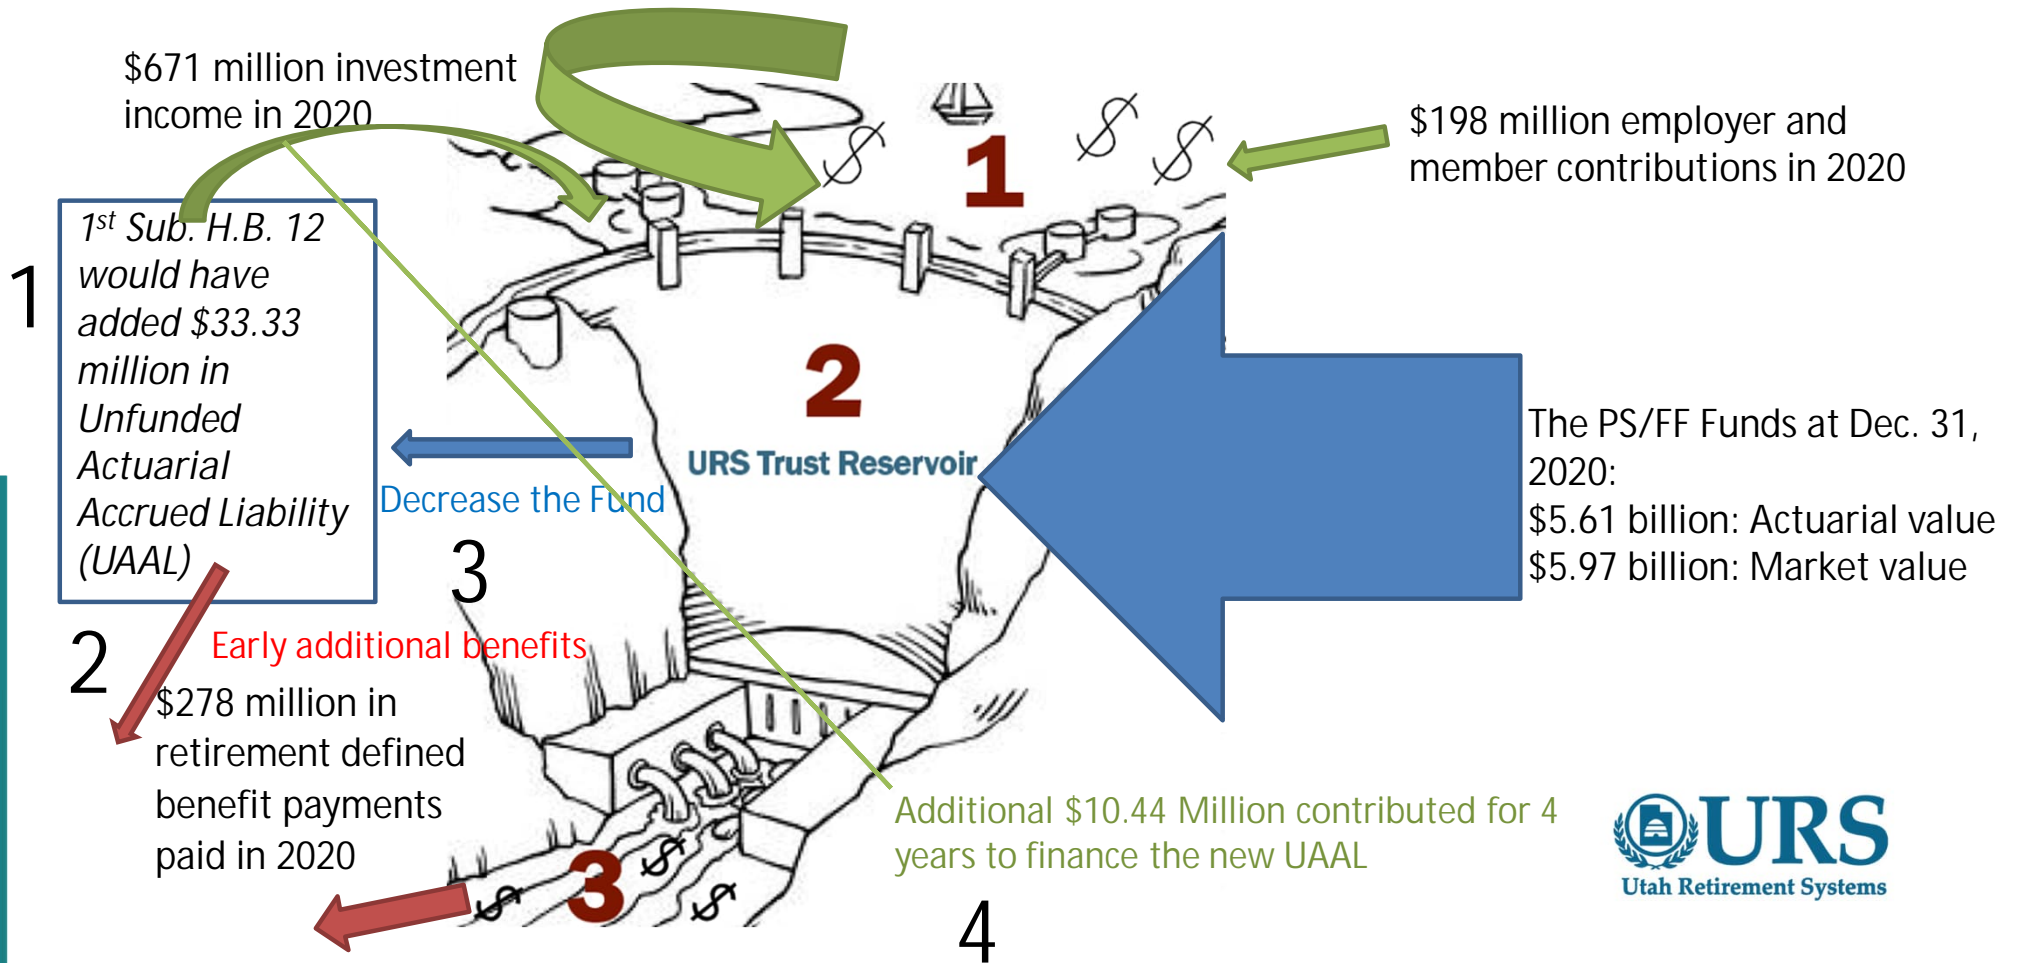 $671 million investment
income in 2020
$198 million employer and
member contributions in 2020
1
1
1st Sub. H.B. 12
would have
added $33.33
million in
Unfunded
Actuarial
Accrued Liability
(UAAL)
2
URS Trust Reservoir
Decrease the Fund
3
The PS/FF Funds at Dec. 31,
2020:
$5.61 billion: Actuarial value
$5.97 billion: Market value
2
Early additional benefits
$278 million in
retirement defined
benefit payments
paid in 2020
3
Additional $10.44 Million contributed for 4
years to finance the new UAAL
4
URS
Utah Retirement Systems
$
$
$
$
$
$